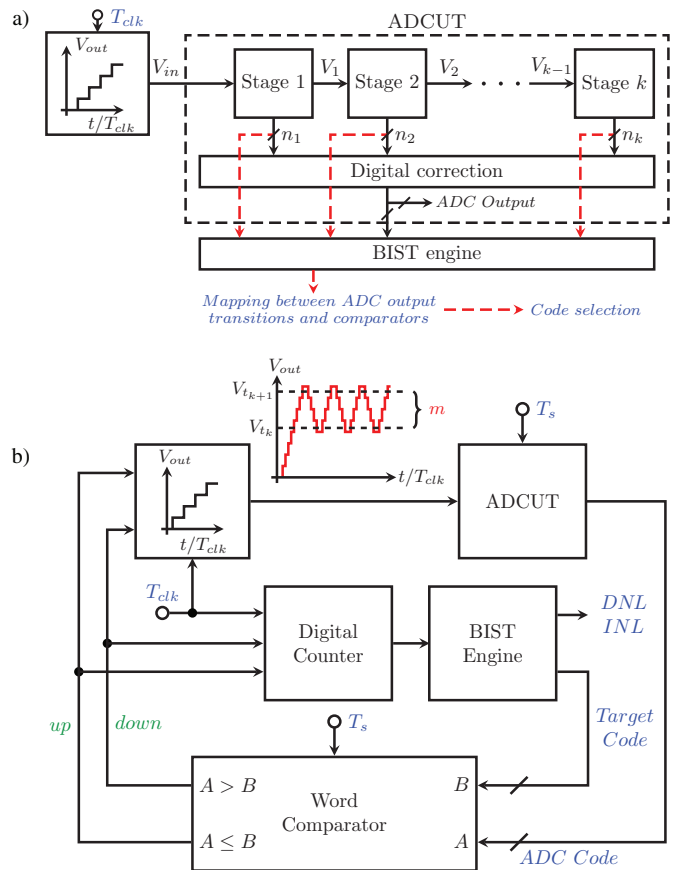 a)
T_clk
ADCUT
V_out
t/T_clk
V_in
Stage 1
V_1
Stage 2
V_2
· · ·
V_{k−1}
Stage k
n_1
n_2
n_k
Digital correction
ADC Output
BIST engine
Mapping between ADC output
transitions and comparators
Code selection
b)
V_out
V_{t_{k+1}}
V_{t_k}
m
t/T_clk
T_s
V_out
t/T_clk
ADCUT
T_clk
Digital
Counter
BIST
Engine
DNL
INL
up
down
T_s
Target
Code
A > B
A ≤ B
Word
Comparator
B
A
ADC Code